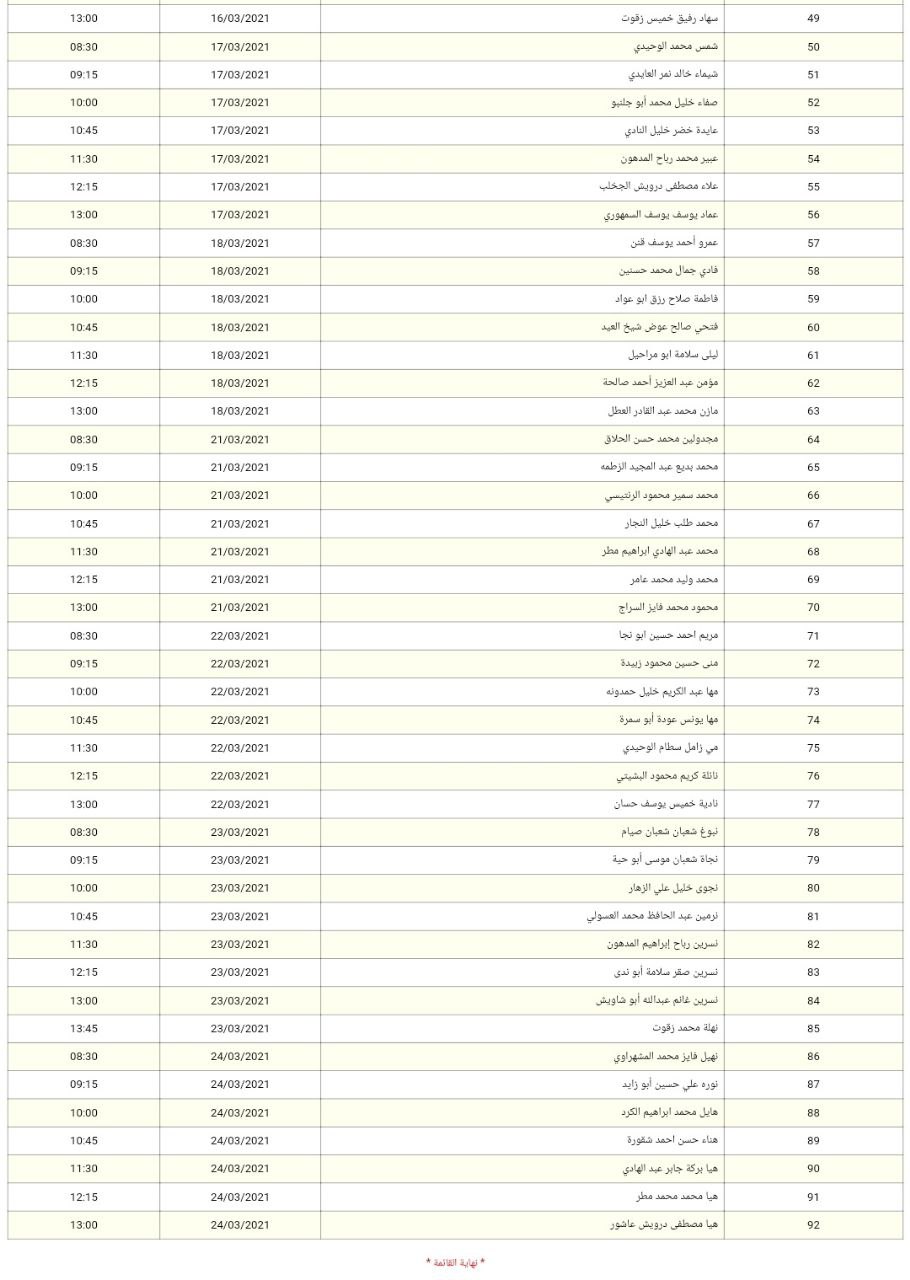 49 سهاد رفيق خميس زقوت 16/03/2021 13:00
50 شمس محمد الوحيدي 17/03/2021 08:30
51 شيماء خالد نمر العايدي 17/03/2021 09:15
52 صفاء خليل محمد أبو جلنبو 17/03/2021 10:00
53 عايدة خضر خليل النادي 17/03/2021 10:45
54 عبير محمد رباح المدهون 17/03/2021 11:30
55 علاء مصطفى درويش الجخلب 17/03/2021 12:15
56 عماد يوسف يوسف السمهوري 17/03/2021 13:00
57 عمرو أحمد يوسف قنن 18/03/2021 08:30
58 فادي جمال محمد حسنين 18/03/2021 09:15
59 فاطمة صلاح رزق ابو عواد 18/03/2021 10:00
60 فتحي صالح عوض شيخ العيد 18/03/2021 10:45
61 ليلى سلامة ابو مراحيل 18/03/2021 11:30
62 مؤمن عبد العزيز أحمد صالحة 18/03/2021 12:15
63 مازن محمد عبد القادر العطل 18/03/2021 13:00
64 مجدولين محمد حسن الحلاق 21/03/2021 08:30
65 محمد بديع عبد المجيد الزطمه 21/03/2021 09:15
66 محمد سمير محمود الرنتيسي 21/03/2021 10:00
67 محمد طلب خليل النجار 21/03/2021 10:45
68 محمد عبد الهادي ابراهيم مطر 21/03/2021 11:30
69 محمد وليد محمد عامر 21/03/2021 12:15
70 محمود محمد فايز السراج 21/03/2021 13:00
71 مريم احمد حسين ابو نجا 22/03/2021 08:30
72 منى حسين محمود زبيدة 22/03/2021 09:15
73 مها عبد الكريم خليل حمدونه 22/03/2021 10:00
74 مها يونس عودة أبو سمرة 22/03/2021 10:45
75 مي زامل سطام الوحيدي 22/03/2021 11:30
76 نائلة كريم محمود البشيتي 22/03/2021 12:15
77 نادية خميس يوسف حسان 22/03/2021 13:00
78 نبوغ شعبان شعبان صيام 23/03/2021 08:30
79 نجاة شعبان موسى أبو حية 23/03/2021 09:15
80 نجوى خليل علي الزهار 23/03/2021 10:00
81 نرمين عبد الحافظ محمد العسولي 23/03/2021 10:45
82 نسرين رباح إبراهيم المدهون 23/03/2021 11:30
83 نسرين صقر سلامة أبو ندى 23/03/2021 12:15
84 نسرين غانم عبدالله أبو شاويش 23/03/2021 13:00
85 نهلة محمد زقوت 23/03/2021 13:45
86 نهيل فايز محمد المشهراوي 24/03/2021 08:30
87 نوره علي حسين أبو زايد 24/03/2021 09:15
88 هايل محمد ابراهيم الكرد 24/03/2021 10:00
89 هناء حسن احمد شقورة 24/03/2021 10:45
90 هيا بركة جابر عبد الهادي 24/03/2021 11:30
91 هيا محمد محمد مطر 24/03/2021 12:15
92 هيا مصطفى درويش عاشور 24/03/2021 13:00
* نهاية القائمة *